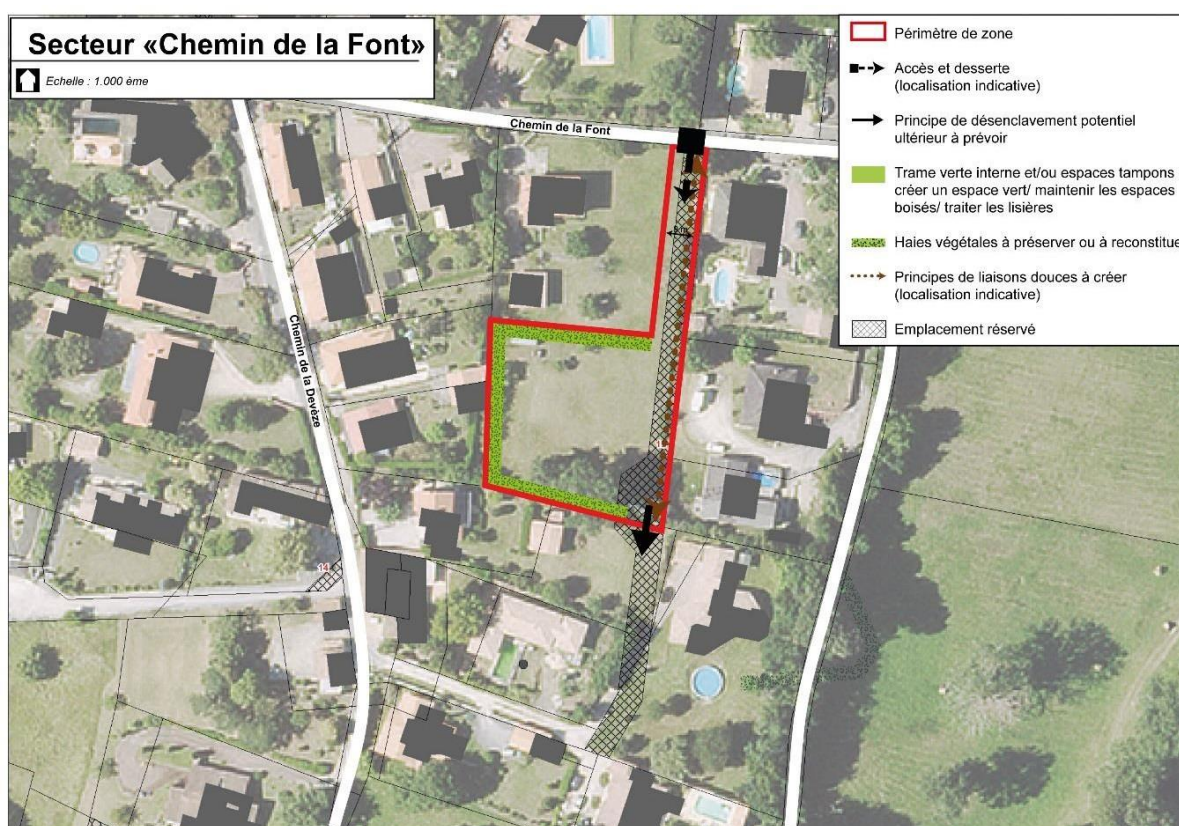 Secteur «Chemin de la Font»
Echelle : 1.000 ème
Périmètre de zone
Accès et desserte
(localisation indicative)
Principe de désenclavement potentiel
ultérieur à prévoir
Trame verte interne et/ou espaces tampons
créer un espace vert/ maintenir les espaces
boisés/ traiter les lisières
Haies végétales à préserver ou à reconstitue
Principes de liaisons douces à créer
(localisation indicative)
Emplacement réservé
Chemin de la Font
Chemin de la Devèze
14